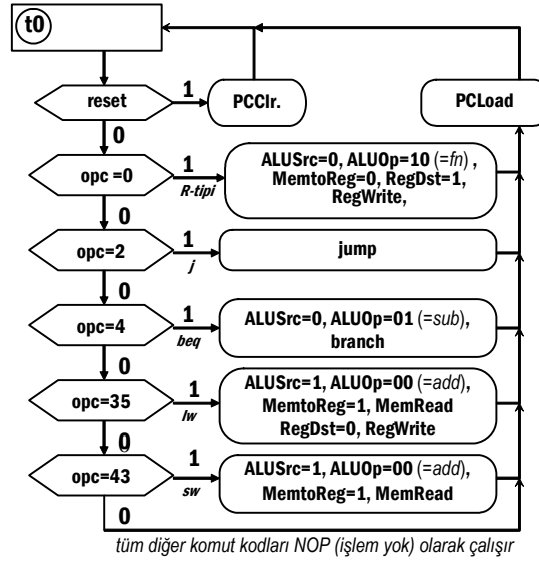 t0
reset
1
PCClr.
PCLoad
0
opc =0
1
R-tipi
ALUSrc=0, ALUOp=10 (=fn) ,
MemtoReg=0, RegDst=1,
RegWrite,
0
opc=2
1
j
jump
0
opc=4
1
beq
ALUSrc=0, ALUOp=01 (=sub),
branch
0
opc=35
1
lw
ALUSrc=1, ALUOp=00 (=add),
MemtoReg=1, MemRead
RegDst=0, RegWrite
0
opc=43
1
sw
ALUSrc=1, ALUOp=00 (=add),
MemtoReg=1, MemRead
0
tüm diğer komut kodları NOP (işlem yok) olarak çalışır